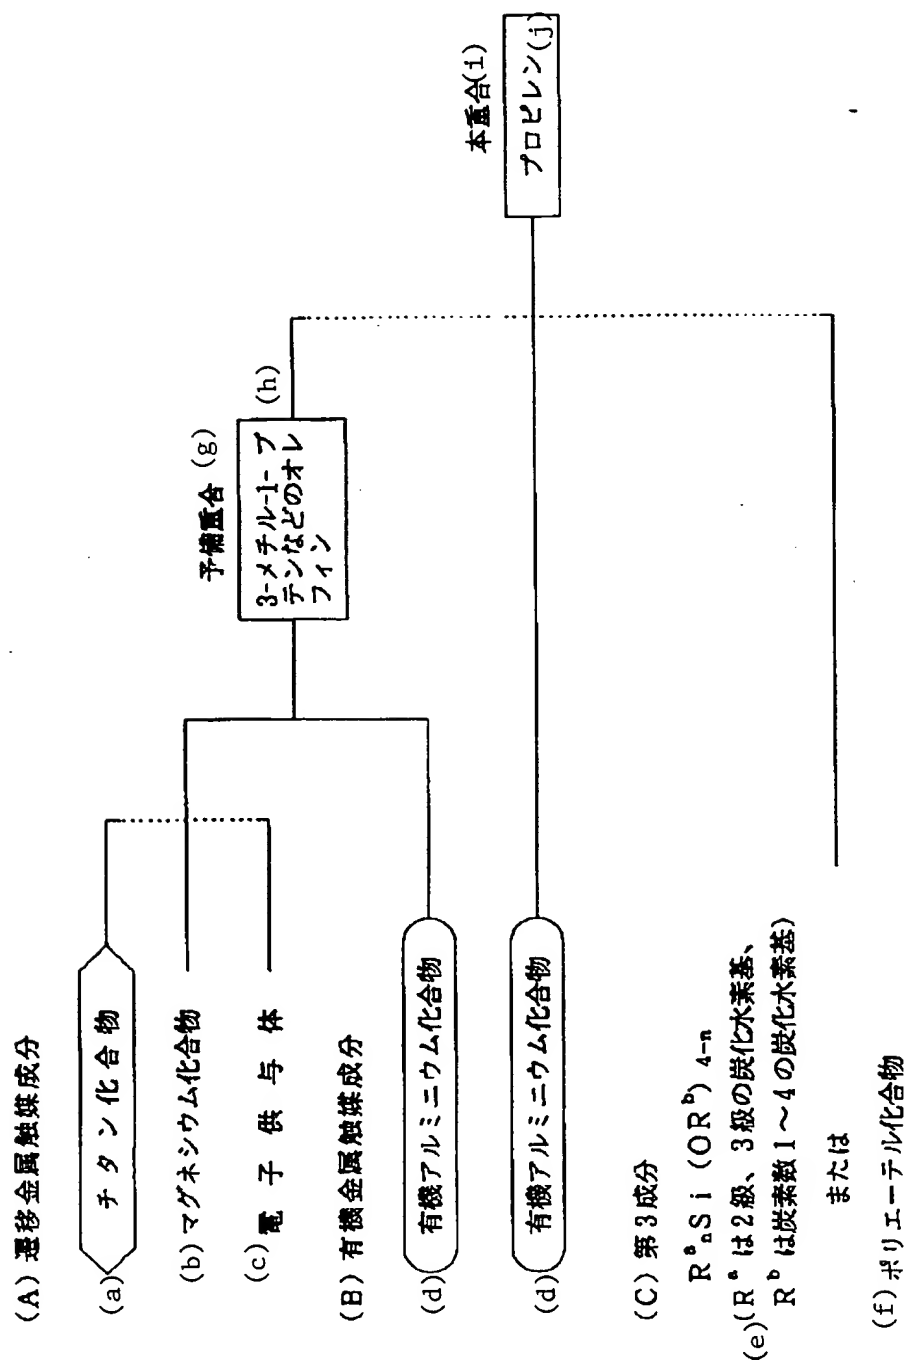 (A) 遷移金属触媒成分
(a) チタン化合物
(b) マグネシウム化合物
(c) 電子供与体
(B) 有機金属触媒成分
(d) 有機アルミニウム化合物
(d) 有機アルミニウム化合物
(C) 第3成分
RᵃₙSi(ORᵇ)₄₋ₙ
(e) (Rᵃは2級、3級の炭化水素基、
Rᵇは炭素数1～4の炭化水素基)
または
(f) ポリエーテル化合物
予備重合 (g)
3-メチル-1-ブ
テンなどのオレ
フィン
(h)
本重合(i)
プロピレン(j)